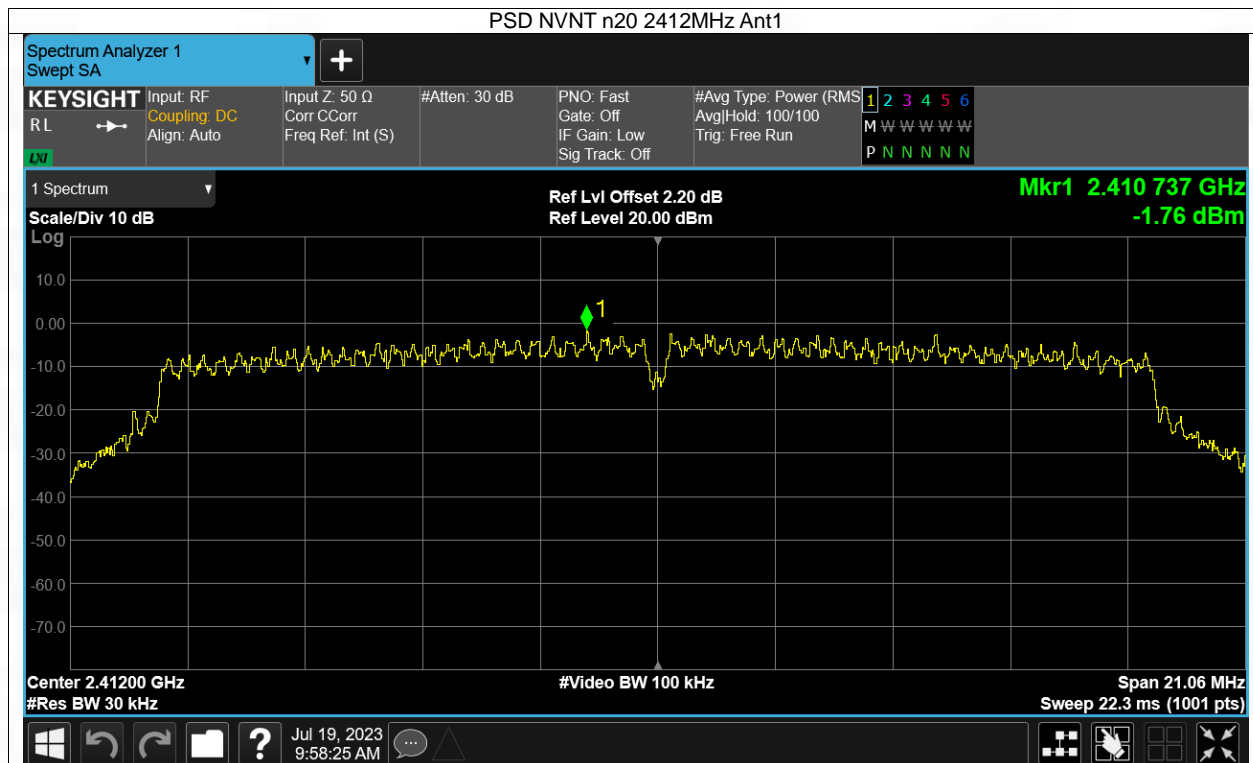 PSD NVNT n20 2412MHz Ant1
Spectrum Analyzer 1
Swept SA
KEYSIGHT
R L
LXI
Input: RF
Coupling: DC
Align: Auto
Input Z: 50 Ω
Corr CCorr
Freq Ref: Int (S)
#Atten: 30 dB
PNO: Fast
Gate: Off
IF Gain: Low
Sig Track: Off
#Avg Type: Power (RMS
Avg|Hold: 100/100
Trig: Free Run
1 2 3 4 5 6
M W W W W W
P N N N N N
1 Spectrum
Scale/Div 10 dB
Ref Lvl Offset 2.20 dB
Ref Level 20.00 dBm
Mkr1 2.410 737 GHz
-1.76 dBm
Log
10.0
0.00
-10.0
-20.0
-30.0
-40.0
-50.0
-60.0
-70.0
1
Center 2.41200 GHz
#Res BW 30 kHz
#Video BW 100 kHz
Span 21.06 MHz
Sweep 22.3 ms (1001 pts)
?
Jul 19, 2023
9:58:25 AM